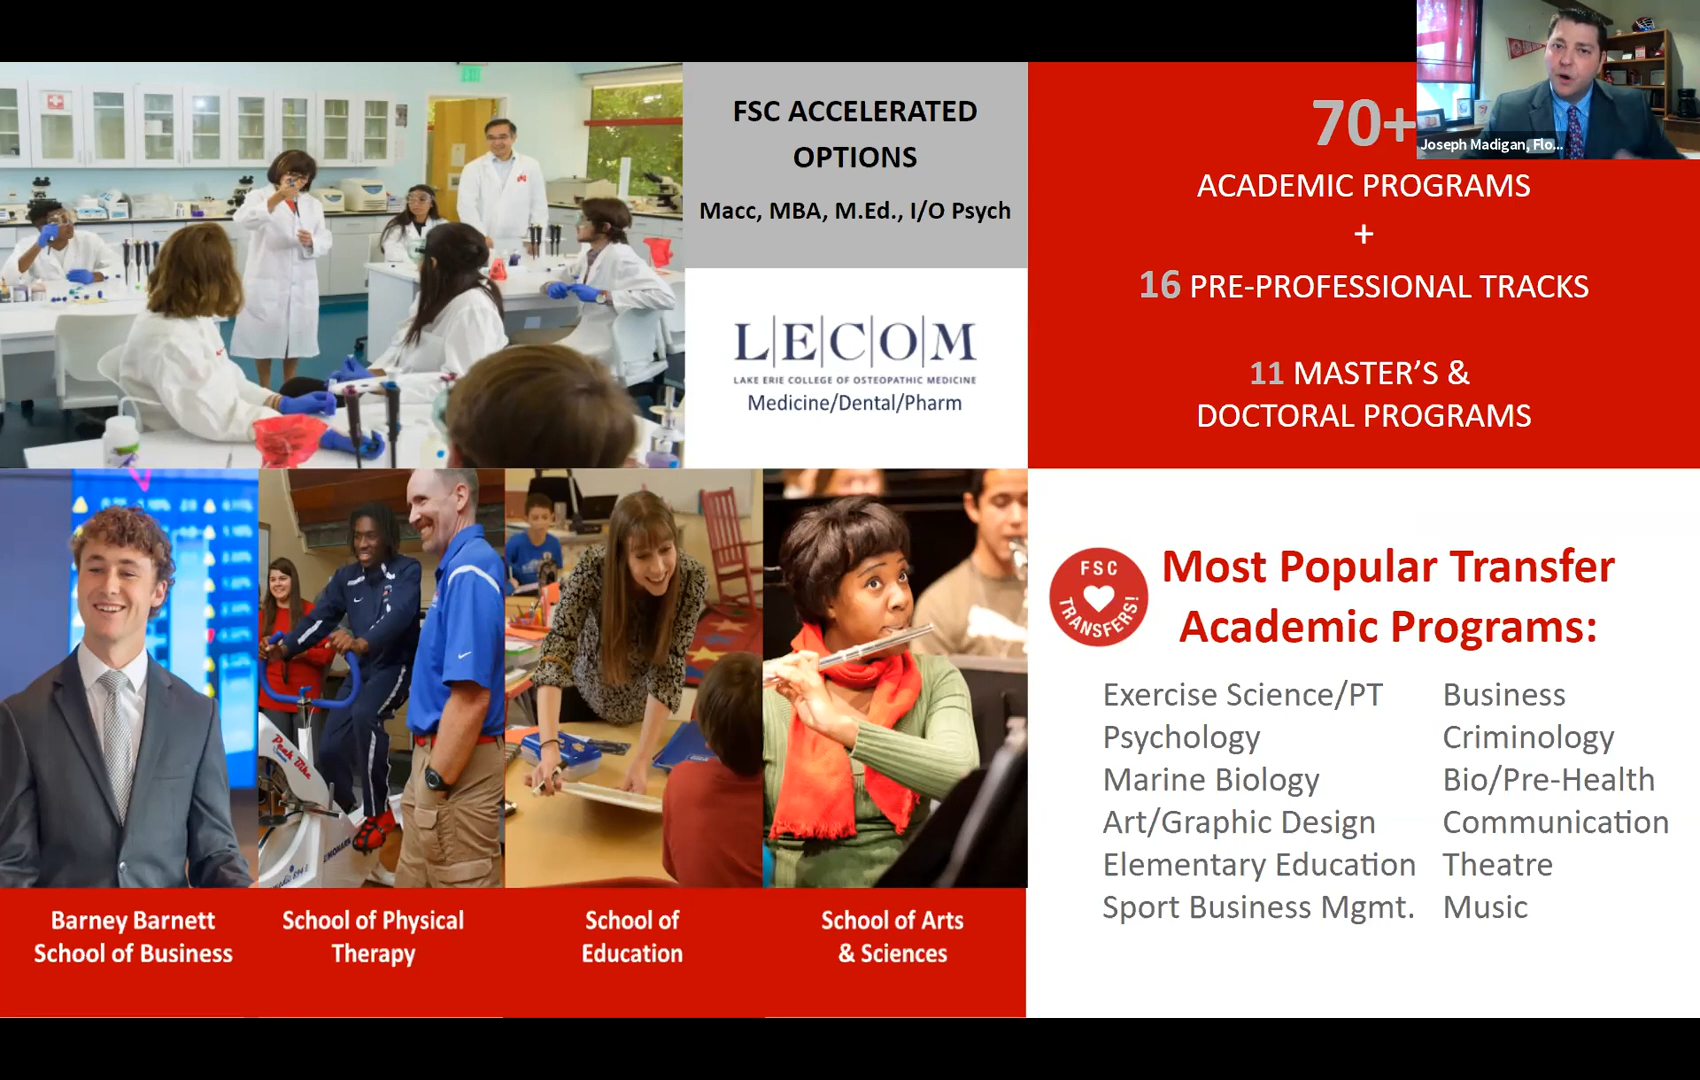 FSC ACCELERATED
OPTIONS
Macc, MBA, M.Ed., I/O Psych
L|E|C|O|M
LAKE ERIE COLLEGE OF OSTEOPATHIC MEDICINE
Medicine/Dental/Pharm
70+
ACADEMIC PROGRAMS
+
16 PRE-PROFESSIONAL TRACKS
11 MASTER'S &
DOCTORAL PROGRAMS
Joseph Madigan, Flo...
Peak Bike
MONARK
Barney Barnett
School of Business
School of Physical
Therapy
School of
Education
School of Arts
& Sciences
FSC
TRANSFERS!
Most Popular Transfer
Academic Programs:
Exercise Science/PT
Psychology
Marine Biology
Art/Graphic Design
Elementary Education
Sport Business Mgmt.
Business
Criminology
Bio/Pre-Health
Communication
Theatre
Music